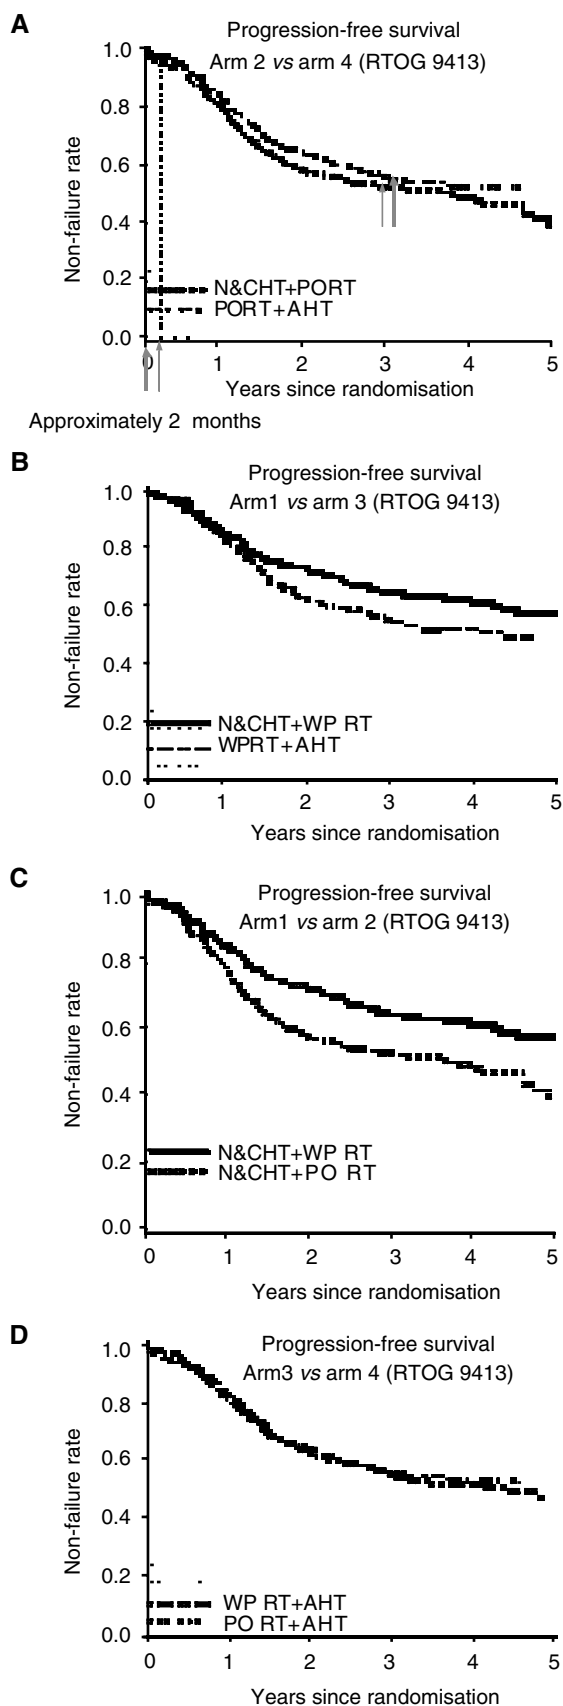 A
Progression-free survival
Arm 2 vs arm 4 (RTOG 9413)
1.0
0.8
0.6
0.4
0.2
0.0
Non-failure rate
N&CHT+PORT
PORT+AHT
0 1 2 3 4 5
Years since randomisation
Approximately 2 months
B
Progression-free survival
Arm1 vs arm 3 (RTOG 9413)
1.0
0.8
0.6
0.4
0.2
0.0
Non-failure rate
N&CHT+WP RT
WPRT+AHT
0 1 2 3 4 5
Years since randomisation
C
Progression-free survival
Arm1 vs arm 2 (RTOG 9413)
1.0
0.8
0.6
0.4
0.2
0.0
Non-failure rate
N&CHT+WP RT
N&CHT+PO RT
0 1 2 3 4 5
Years since randomisation
D
Progression-free survival
Arm3 vs arm 4 (RTOG 9413)
1.0
0.8
0.6
0.4
0.2
0.0
Non-failure rate
WP RT+AHT
PO RT+AHT
0 1 2 3 4 5
Years since randomisation